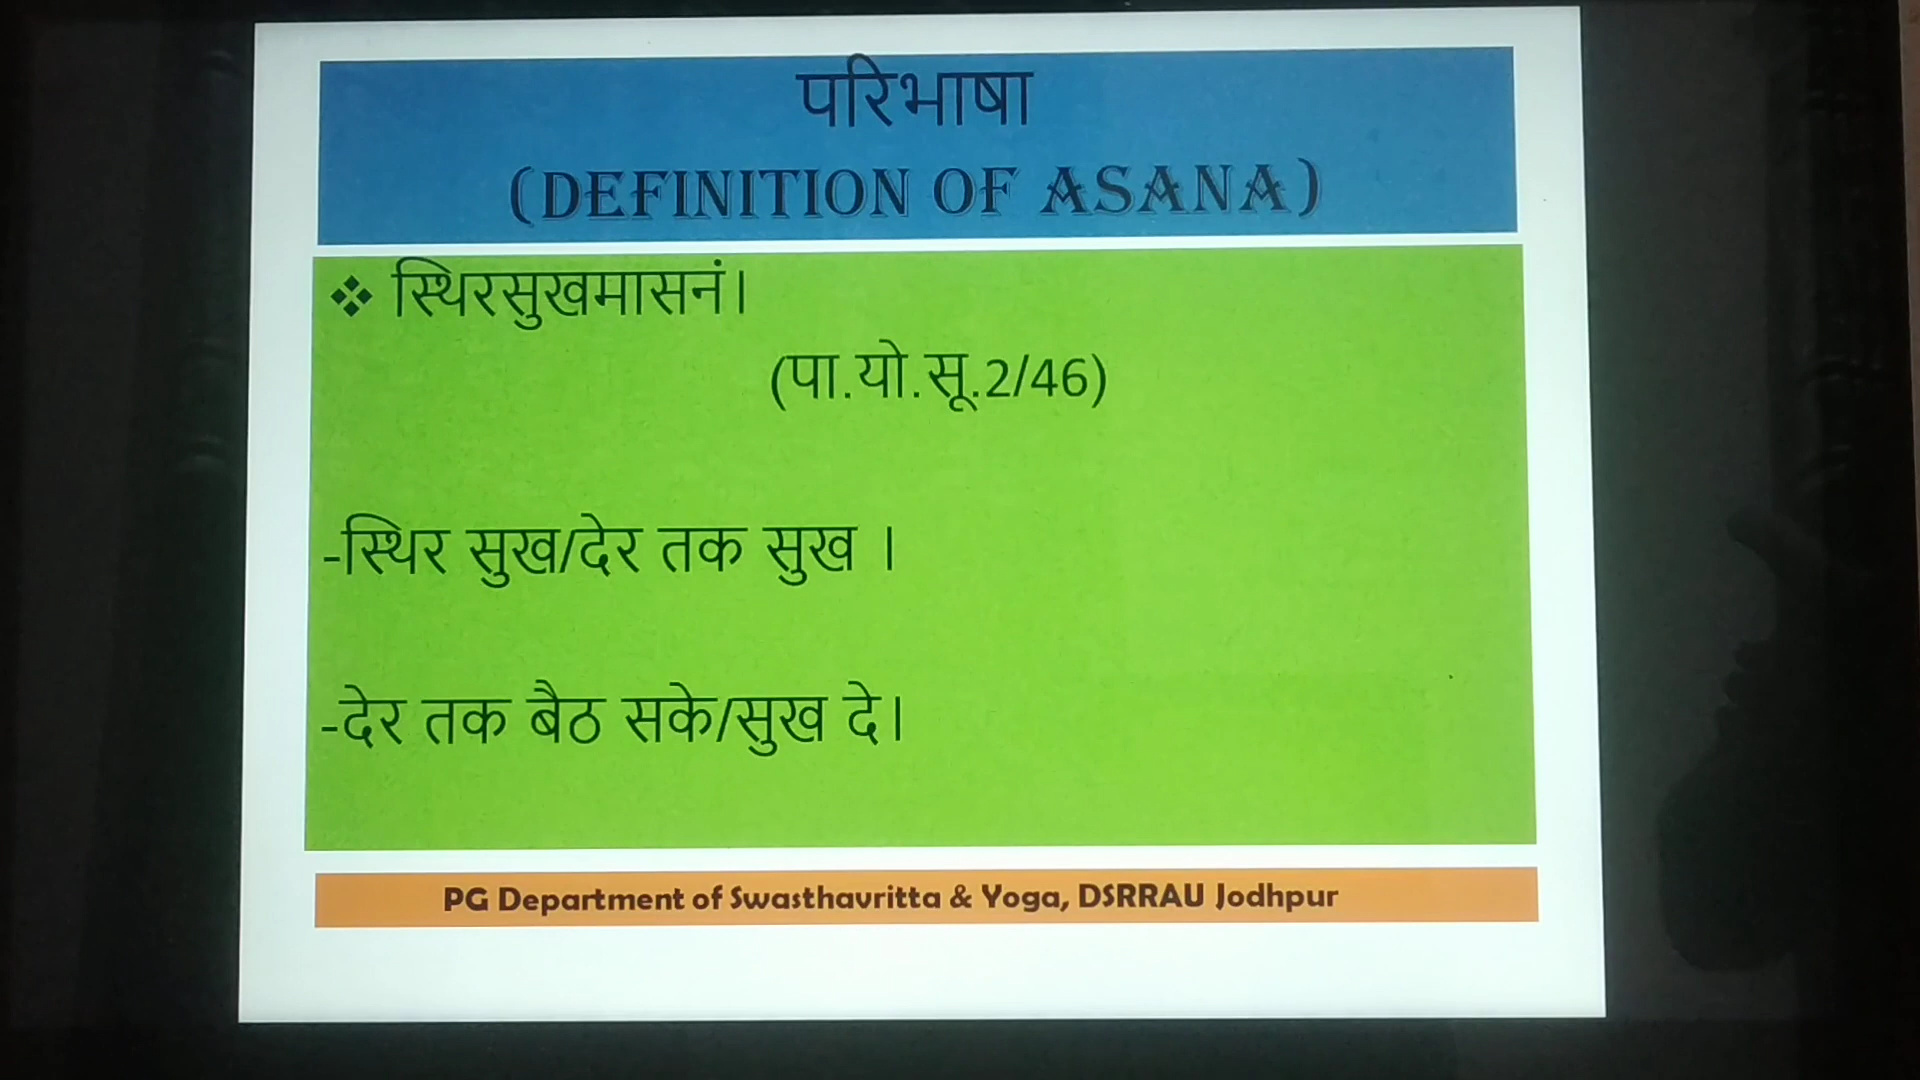 परिभाषा
(DEFINITION OF ASANA)
❖ स्थिरसुखमासनं।
(पा.यो.सू.2/46)
-स्थिर सुख/देर तक सुख ।
-देर तक बैठ सके/सुख दे।
PG Department of Swasthavritta & Yoga, DSRRAU Jodhpur